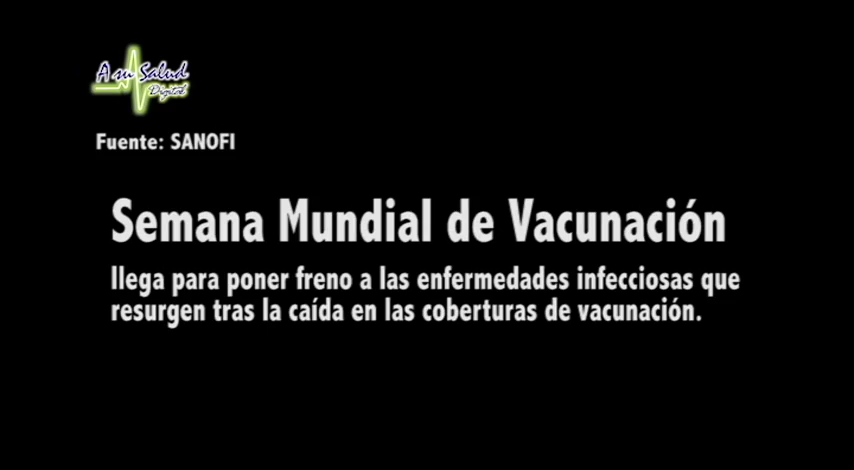 A su Salud
Digital
Fuente: SANOFI
Semana Mundial de Vacunación
llega para poner freno a las enfermedades infecciosas que
resurgen tras la caída en las coberturas de vacunación.